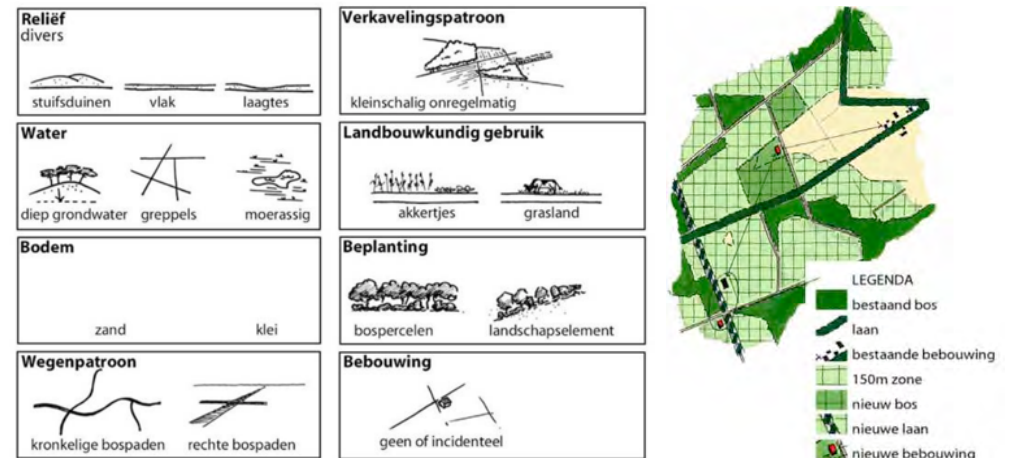 Reliëf
divers
stuifsduinen vlak laagtes
Water
diep grondwater greppels moerassig
Bodem
zand klei
Wegenpatroon
kronkelige bospaden rechte bospaden
Verkavelingspatroon
kleinschalig onregelmatig
Landbouwkundig gebruik
akkertjes grasland
Beplanting
bospercelen landschapselement
Bebouwing
geen of incidenteel
LEGENDA
bestaand bos
laan
bestaande bebouwing
150m zone
nieuw bos
nieuwe laan
nieuwe bebouwing